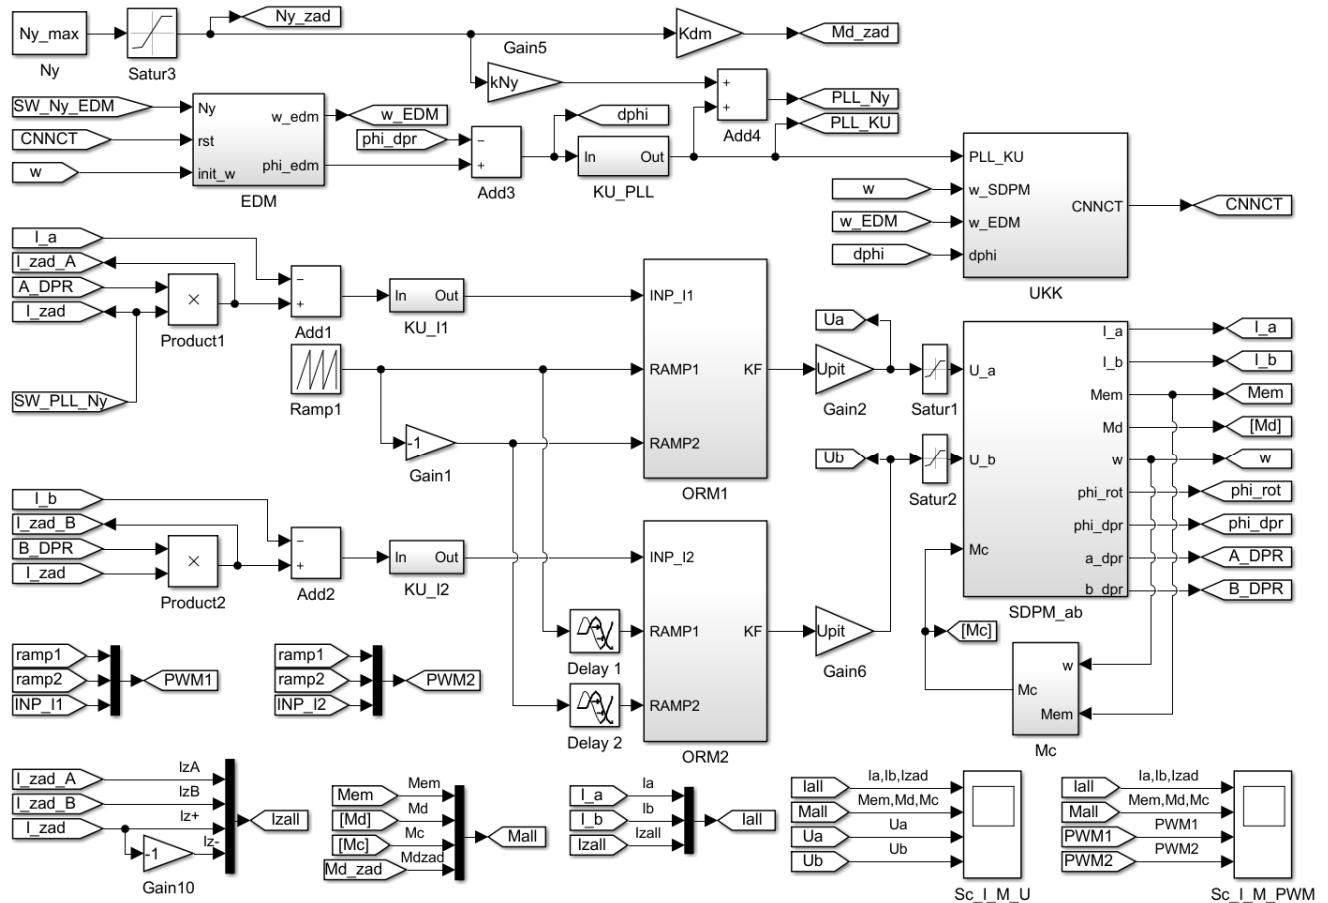 Ny_max
Ny
Satur3
Ny_zad
Gain5
kNy
Kdm
Md_zad
SW_Ny_EDM
CNNCT
w
Ny
rst
init_w
w_edm
phi_edm
EDM
w_EDM
phi_dpr
−
+
Add3
dphi
In Out
KU_PLL
+
+
Add4
PLL_Ny
PLL_KU
w
w_EDM
dphi
PLL_KU
w_SDPM
w_EDM
dphi
CNNCT
UKK
CNNCT
I_a
I_zad_A
A_DPR
I_zad
SW_PLL_Ny
×
Product1
−
+
Add1
In Out
KU_I1
Ramp1
-1
Gain1
INP_I1
RAMP1
RAMP2
KF
ORM1
Ua
Upit
Gain2
Satur1
Ub
Satur2
U_a
U_b
Mc
I_a
I_b
Mem
Md
w
phi_rot
phi_dpr
a_dpr
b_dpr
SDPM_ab
I_a
I_b
Mem
[Md]
w
phi_rot
phi_dpr
A_DPR
B_DPR
I_b
I_zad_B
B_DPR
I_zad
×
Product2
−
+
Add2
In Out
KU_I2
INP_I2
RAMP1
RAMP2
KF
ORM2
Delay 1
Delay 2
Upit
Gain6
[Mc]
w
Mc
Mem
Mc
ramp1
ramp2
INP_I1
PWM1
ramp1
ramp2
INP_I2
PWM2
I_zad_A
I_zad_B
I_zad
-1
Gain10
IzA
IzB
Iz+
Iz-
Izall
Mem
[Md]
[Mc]
Md_zad
Mem
Md
Mc
Mdzad
Mall
I_a
I_b
Izall
Ia
Ib
Izall
Iall
Iall
Mall
Ua
Ub
Ia,Ib,Izad
Mem,Md,Mc
Ua
Ub
Sc_I_M_U
Iall
Mall
PWM1
PWM2
Ia,Ib,Izad
Mem,Md,Mc
PWM1
PWM2
Sc_I_M_PWM